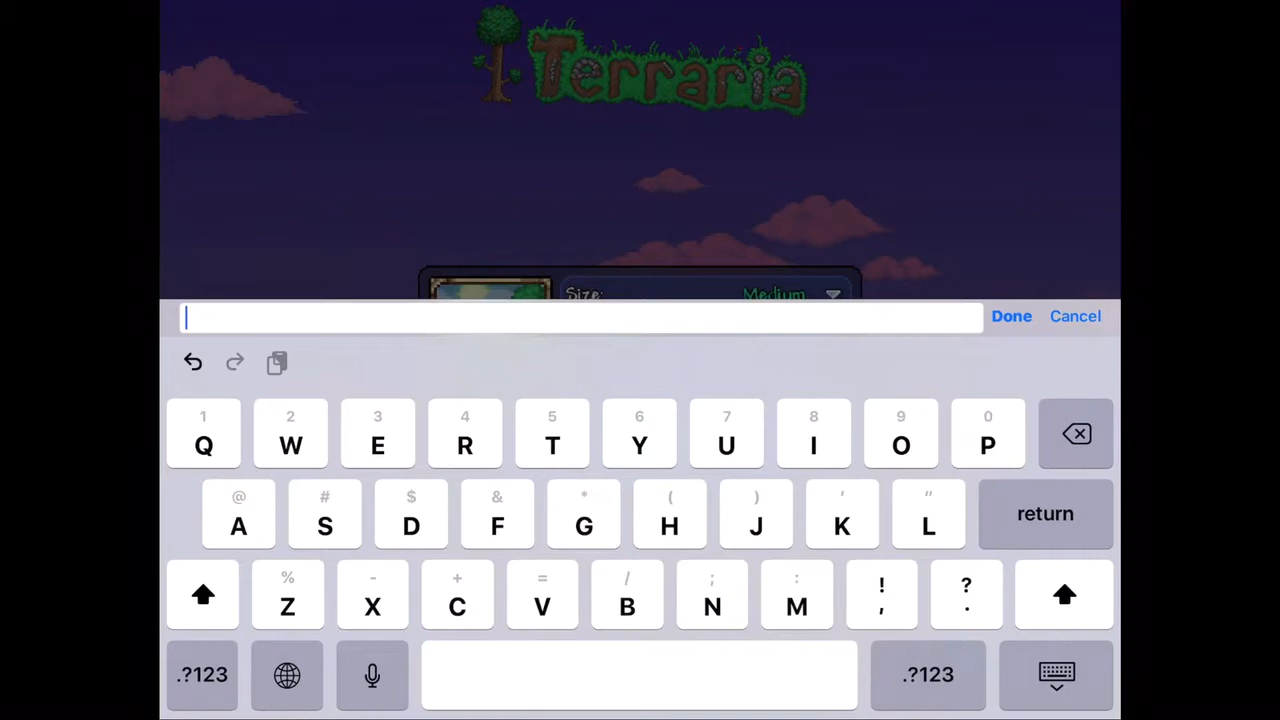 Terraria
Size: Medium
Done Cancel
1 2 3 4 5 6 7 8 9 0
Q W E R T Y U I O P
@ # $ & * ( ) ' "
A S D F G H J K L return
% - + = / ; : ! ?
Z X C V B N M , .
.?123 .?123